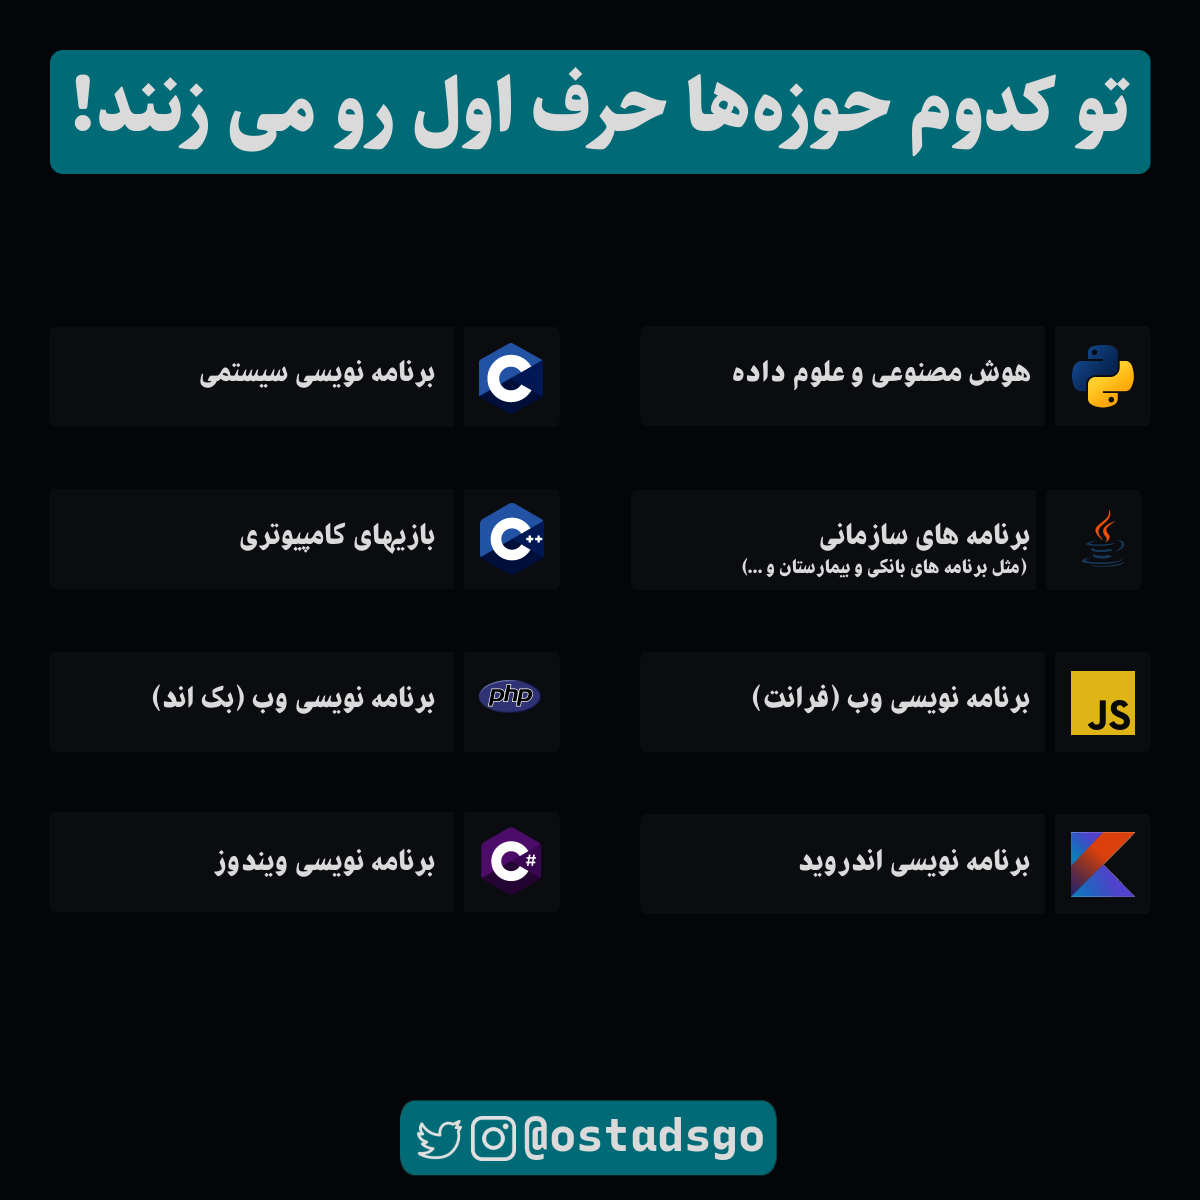 تو کدوم حوزه‌ها حرف اول رو می زنند!
هوش مصنوعی و علوم داده
C
برنامه نویسی سیستمی
برنامه های سازمانی
(مثل برنامه های بانکی و بیمارستان و ...)
C++
بازیهای کامپیوتری
JS
برنامه نویسی وب (فرانت)
php
برنامه نویسی وب (بک اند)
برنامه نویسی اندروید
C#
برنامه نویسی ویندوز
@ostadsgo